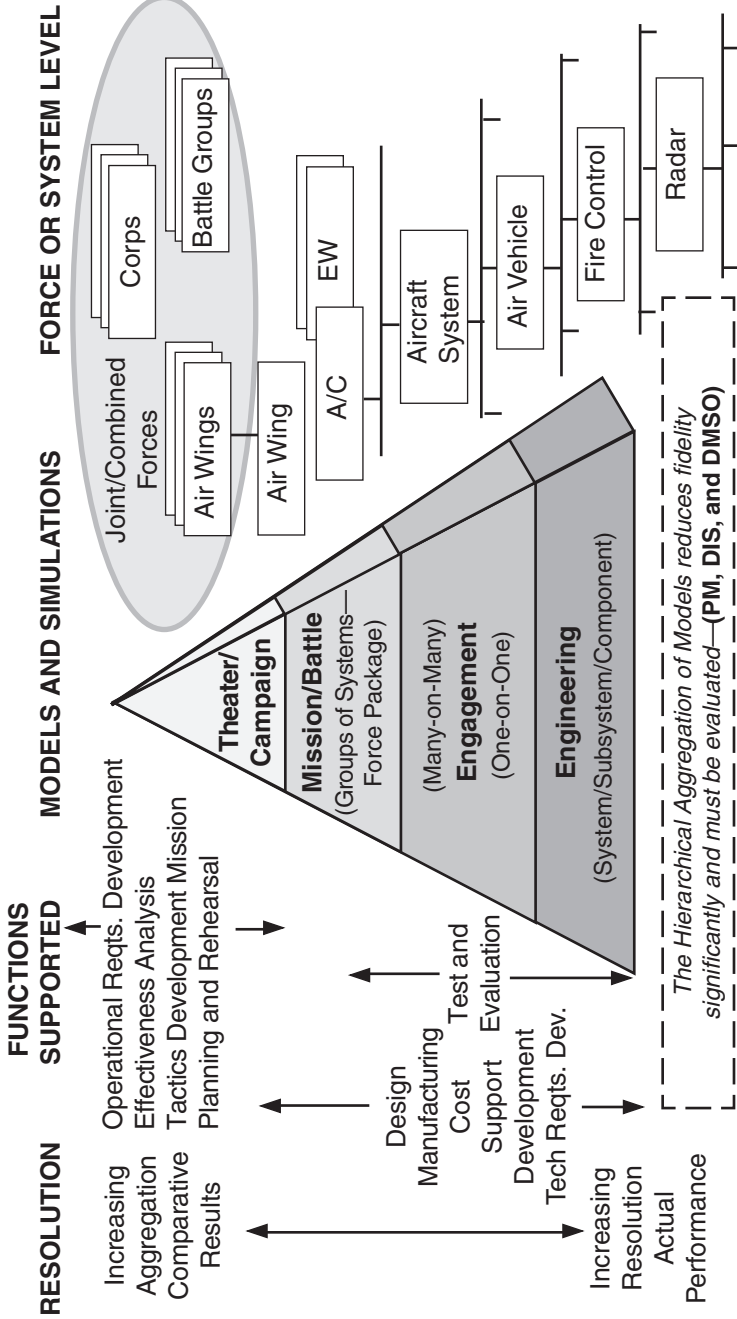 RESOLUTION
FUNCTIONS
SUPPORTED
MODELS AND SIMULATIONS
FORCE OR SYSTEM LEVEL
Increasing
Aggregation
Comparative
Results
Increasing
Resolution
Actual
Performance
Operational Reqts. Development
Effectiveness Analysis
Tactics Development Mission
Planning and Rehearsal
Design
Manufacturing
Cost
Support
Development
Tech Reqts. Dev.
Test and
Evaluation
Theater/
Campaign
Mission/Battle
(Groups of Systems—
Force Package)
(Many-on-Many)
Engagement
(One-on-One)
Engineering
(System/Subsystem/Component)
Joint/Combined
Forces
Corps
Battle Groups
Air Wings
Air Wing
A/C
EW
Aircraft
System
Air Vehicle
Fire Control
Radar
The Hierarchical Aggregation of Models reduces fidelity
significantly and must be evaluated—(PM, DIS, and DMSO)